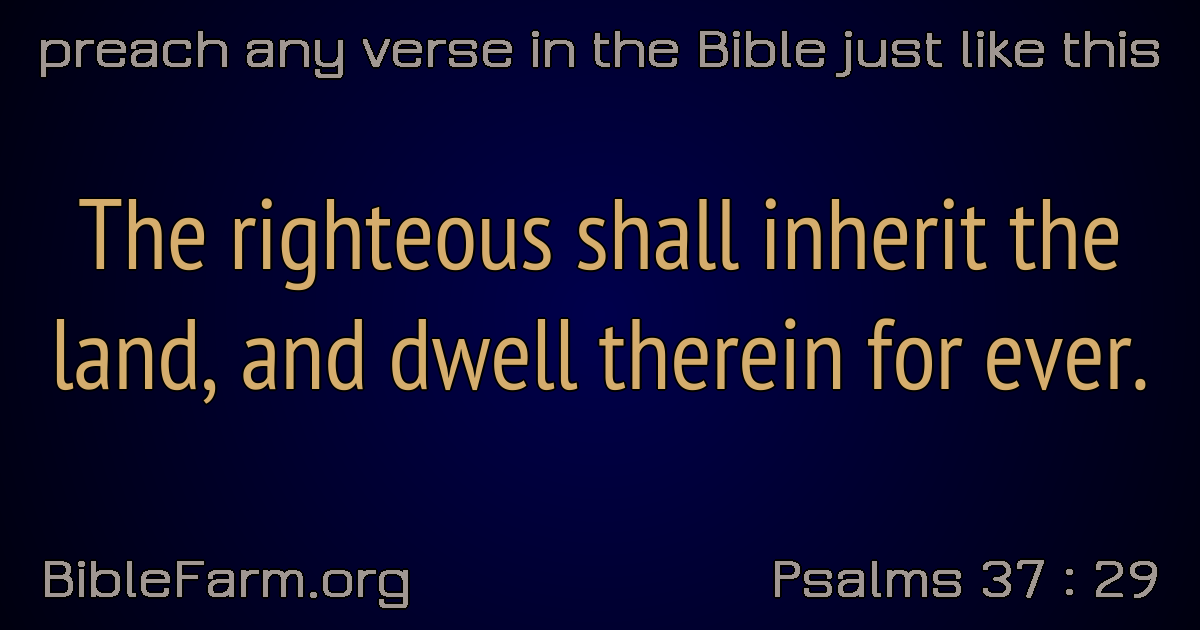 preach any verse in the Bible just like this
The righteous shall inherit the
land, and dwell therein for ever.
BibleFarm.org
Psalms 37 : 29